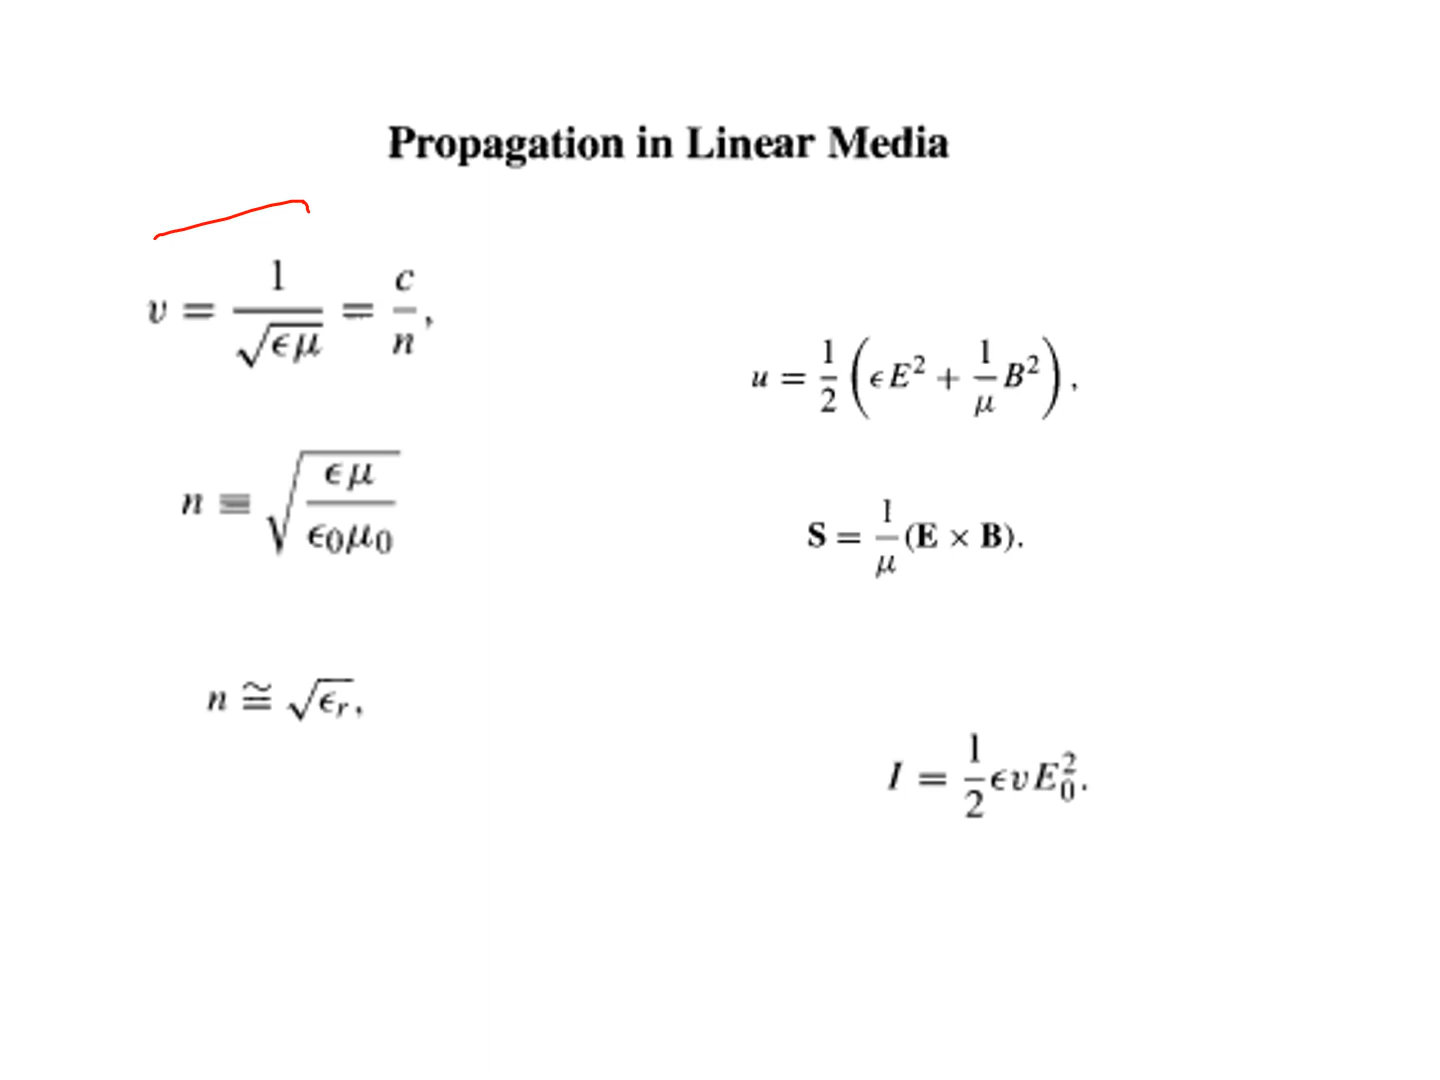 Propagation in Linear Media
v = 1/√(ϵμ) = c/n,
n ≡ √(ϵμ/ϵ₀μ₀)
n ≅ √ϵᵣ,
u = 1/2 (ϵE² + 1/μ B²),
S = 1/μ (E × B).
I = 1/2 ϵvE₀².